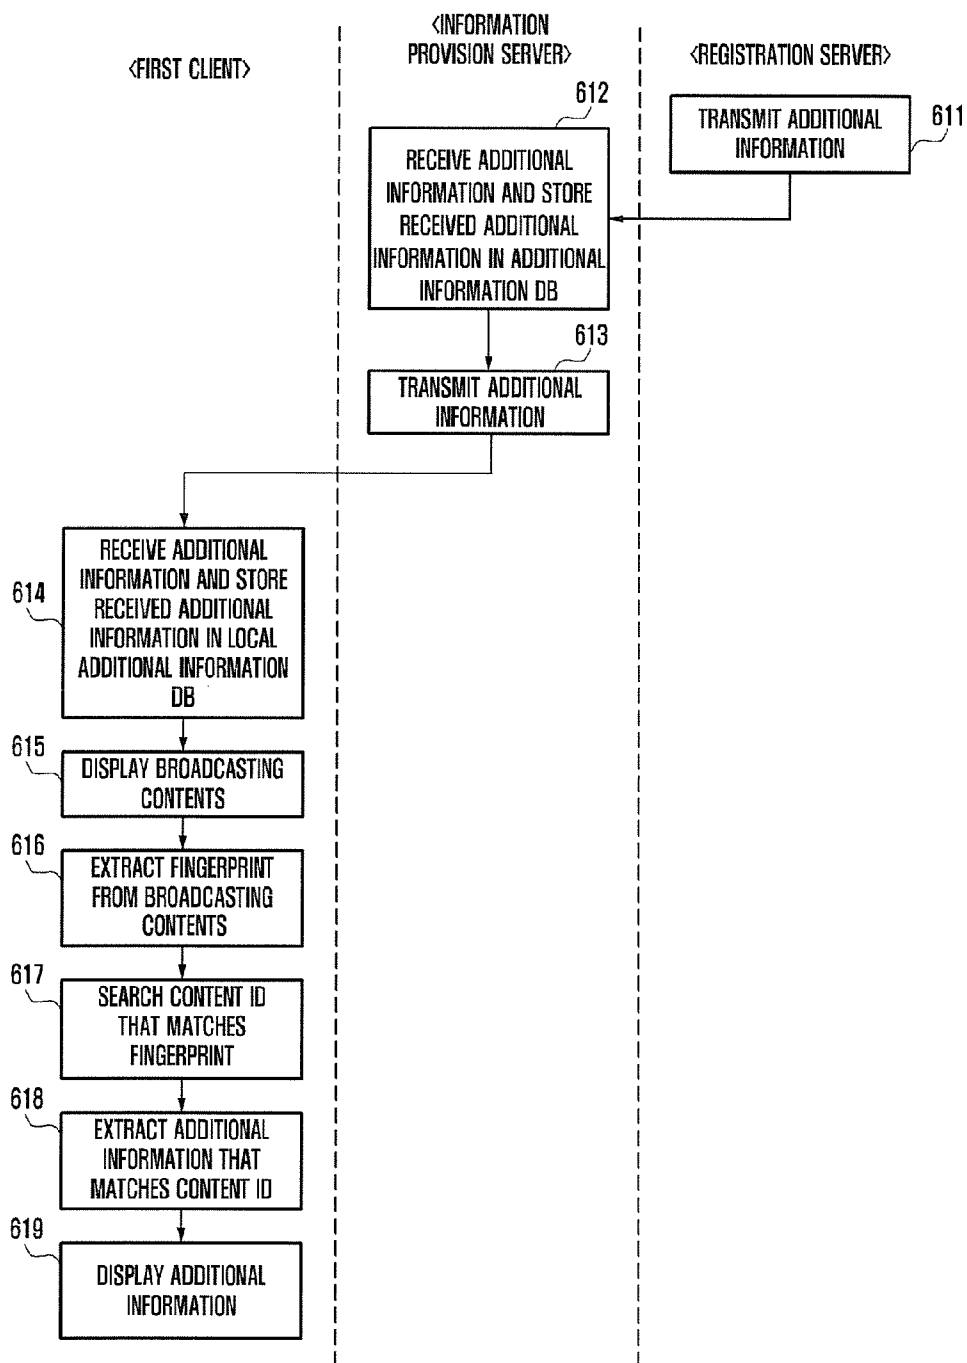 <FIRST CLIENT>
<INFORMATION
PROVISION SERVER>
<REGISTRATION SERVER>
611
TRANSMIT ADDITIONAL
INFORMATION
612
RECEIVE ADDITIONAL
INFORMATION AND STORE
RECEIVED ADDITIONAL
INFORMATION IN ADDITIONAL
INFORMATION DB
613
TRANSMIT ADDITIONAL
INFORMATION
614
RECEIVE ADDITIONAL
INFORMATION AND STORE
RECEIVED ADDITIONAL
INFORMATION IN LOCAL
ADDITIONAL INFORMATION
DB
615
DISPLAY BROADCASTING
CONTENTS
616
EXTRACT FINGERPRINT
FROM BROADCASTING
CONTENTS
617
SEARCH CONTENT ID
THAT MATCHES
FINGERPRINT
618
EXTRACT ADDITIONAL
INFORMATION THAT
MATCHES CONTENT ID
619
DISPLAY ADDITIONAL
INFORMATION